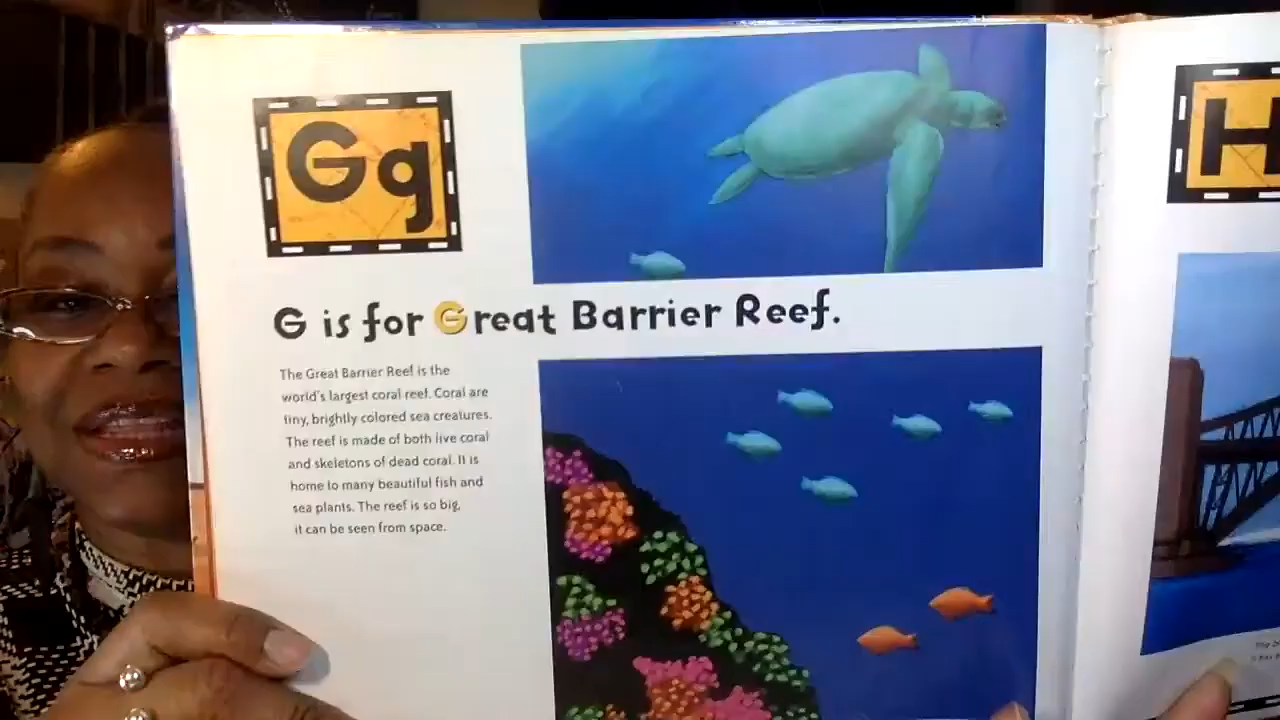 Gg
G is for Great Barrier Reef.
The Great Barrier Reef is the
world's largest coral reef. Coral are
tiny, brightly colored sea creatures.
The reef is made of both live coral
and skeletons of dead coral. It is
home to many beautiful fish and
sea plants. The reef is so big,
it can be seen from space.
H